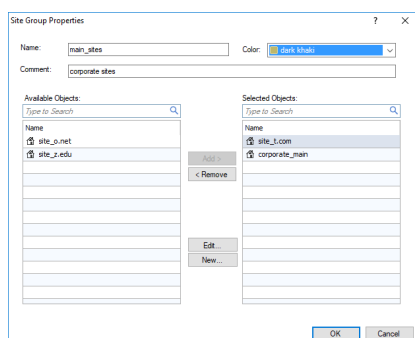 Site Group Properties ? ×
Name: main_sites Color: dark khaki
Comment: corporate sites
Available Objects: Selected Objects:
Type to Search Type to Search
Name Name
site_o.net site_t.com
site_z.edu corporate_main
Add >
< Remove
Edit...
New...
OK Cancel